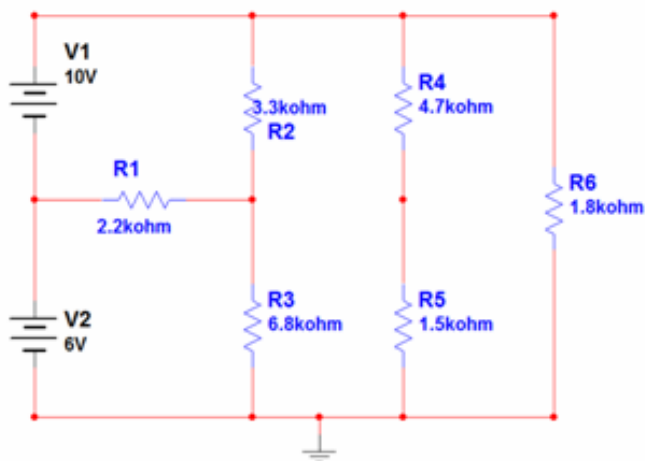 V1
10V
3.3kohm
R2
R4
4.7kohm
R1
2.2kohm
R6
1.8kohm
V2
6V
R3
6.8kohm
R5
1.5kohm